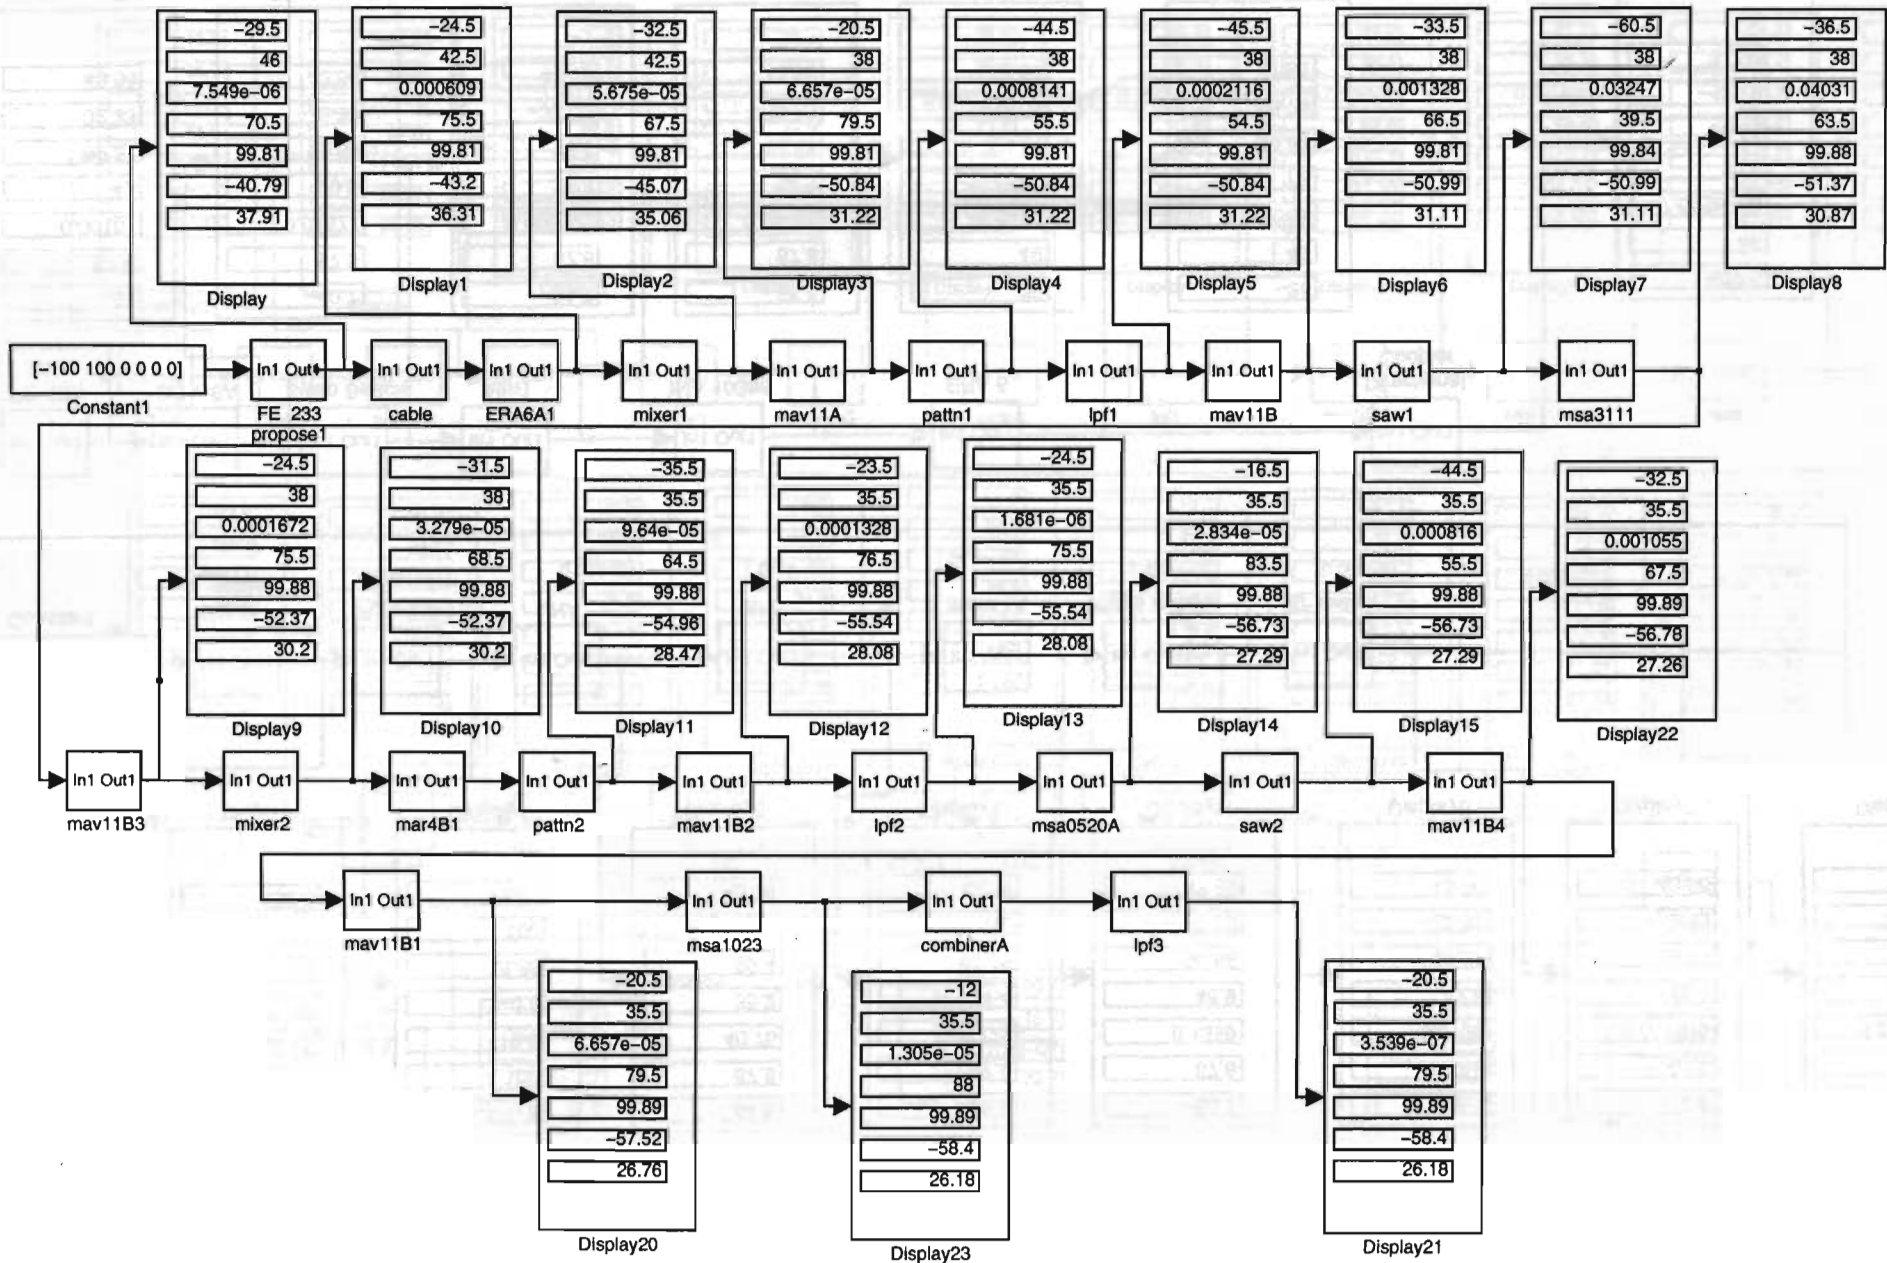 −29.5
46
7.549e−06
70.5
99.81
−40.79
37.91
Display
−24.5
42.5
0.000609
75.5
99.81
−43.2
36.31
Display1
−32.5
42.5
5.675e−05
67.5
99.81
−45.07
35.06
Display2
−20.5
38
6.657e−05
79.5
99.81
−50.84
31.22
Display3
−44.5
38
0.0008141
55.5
99.81
−50.84
31.22
Display4
−45.5
38
0.0002116
54.5
99.81
−50.84
31.22
Display5
−33.5
38
0.001328
66.5
99.81
−50.99
31.11
Display6
−60.5
38
0.03247
39.5
99.84
−50.99
31.11
Display7
−36.5
38
0.04031
63.5
99.88
−51.37
30.87
Display8
[−100 100 0 0 0 0]
Constant1
In1 Out1
FE_233
propose1
In1 Out1
cable
In1 Out1
ERA6A1
In1 Out1
mixer1
In1 Out1
mav11A
In1 Out1
pattn1
In1 Out1
lpf1
In1 Out1
mav11B
In1 Out1
saw1
In1 Out1
msa3111
−24.5
38
0.0001672
75.5
99.88
−52.37
30.2
Display9
−31.5
38
3.279e−05
68.5
99.88
−52.37
30.2
Display10
−35.5
35.5
9.64e−05
64.5
99.88
−54.96
28.47
Display11
−23.5
35.5
0.0001328
76.5
99.88
−55.54
28.08
Display12
−24.5
35.5
1.681e−06
75.5
99.88
−55.54
28.08
Display13
−16.5
35.5
2.834e−05
83.5
99.88
−56.73
27.29
Display14
−44.5
35.5
0.000816
55.5
99.88
−56.73
27.29
Display15
−32.5
35.5
0.001055
67.5
99.89
−56.78
27.26
Display22
In1 Out1
mav11B3
In1 Out1
mixer2
In1 Out1
mar4B1
In1 Out1
pattn2
In1 Out1
mav11B2
In1 Out1
lpf2
In1 Out1
msa0520A
In1 Out1
saw2
In1 Out1
mav11B4
In1 Out1
mav11B1
In1 Out1
msa1023
In1 Out1
combinerA
In1 Out1
lpf3
−20.5
35.5
6.657e−05
79.5
99.89
−57.52
26.76
Display20
−12
35.5
1.305e−05
88
99.89
−58.4
26.18
Display23
−20.5
35.5
3.539e−07
79.5
99.89
−58.4
26.18
Display21